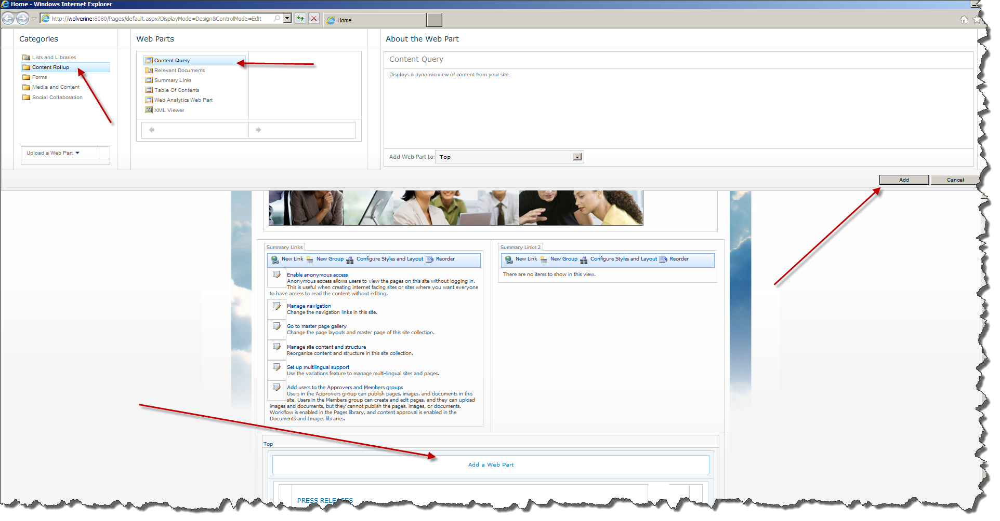 Home - Windows Internet Explorer
http://wolverine:8080/Pages/default.aspx?DisplayMode=Design&ControlMode=Edit
Home
Categories
Lists and Libraries
Content Rollup
Forms
Media and Content
Social Collaboration
Upload a Web Part
Web Parts
Content Query
Relevant Documents
Summary Links
Table Of Contents
Web Analytics Web Part
XML Viewer
About the Web Part
Content Query
Displays a dynamic view of content from your site.
Add Web Part to: Top
Add Cancel
Summary Links
New Link New Group Configure Styles and Layout Reorder
Enable anonymous access
Anonymous access allows users to view the pages on this site without logging in.
This is useful when creating internet facing sites or sites where you want everyone
to have access to read the content without editing.
Manage navigation
Change the navigation links in this site.
Go to master page gallery
Change the page layouts and master page of this site collection.
Manage site content and structure
Reorganize content and structure in this site collection.
Set up multilingual support
Use the variations feature to manage multi-lingual sites and pages.
Add users to the Approvers and Members groups
Users in the Approvers group can publish pages, images, and documents in this
site. Users in the Members group can create and edit pages, and they can upload
images and documents, but they cannot publish the pages, images, or documents.
Workflow is enabled in the Pages library, and content approval is enabled in the
Documents and Images libraries.
Summary Links 2
New Link New Group Configure Styles and Layout Reorder
There are no items to show in this view.
Top
Add a Web Part
PRESS RELEASES